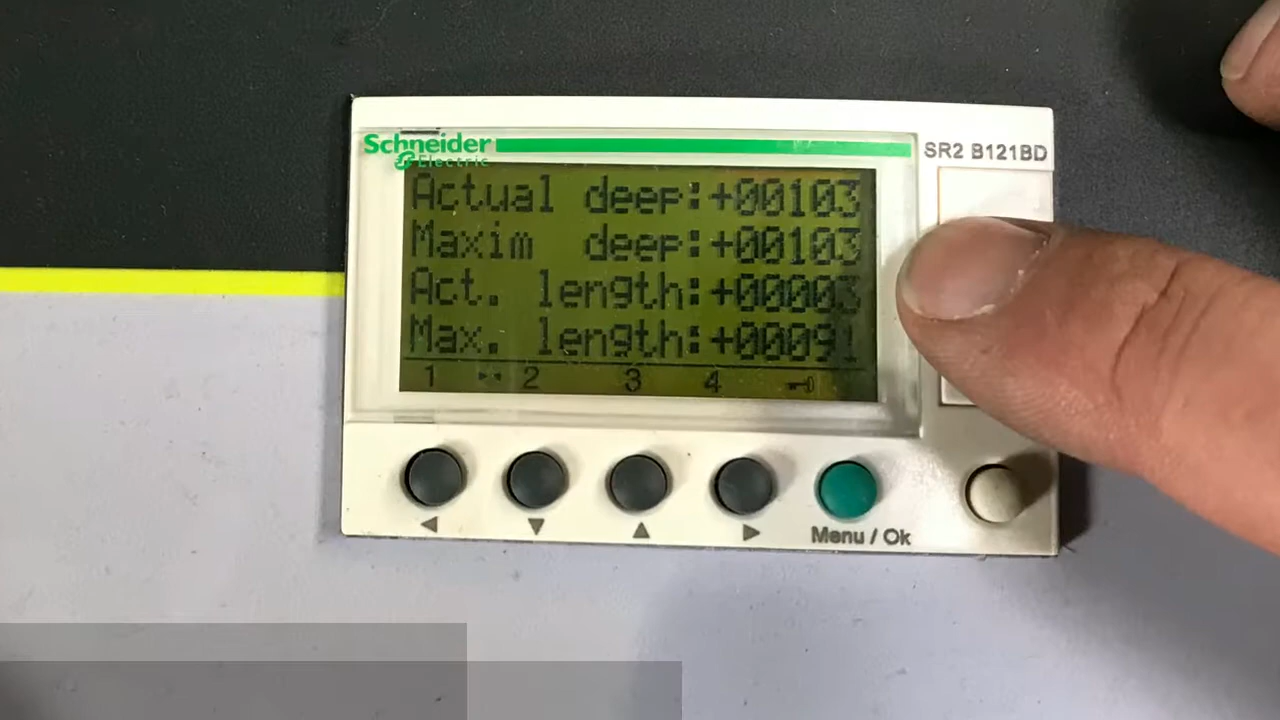 Schneider
Electric
SR2 B121BD
Actual deep:+00103
Maxim deep:+00103
Act. length:+00003
Max. length:+00091
1 2 3 4
◀ ▼ ▲ ▶ Menu / Ok